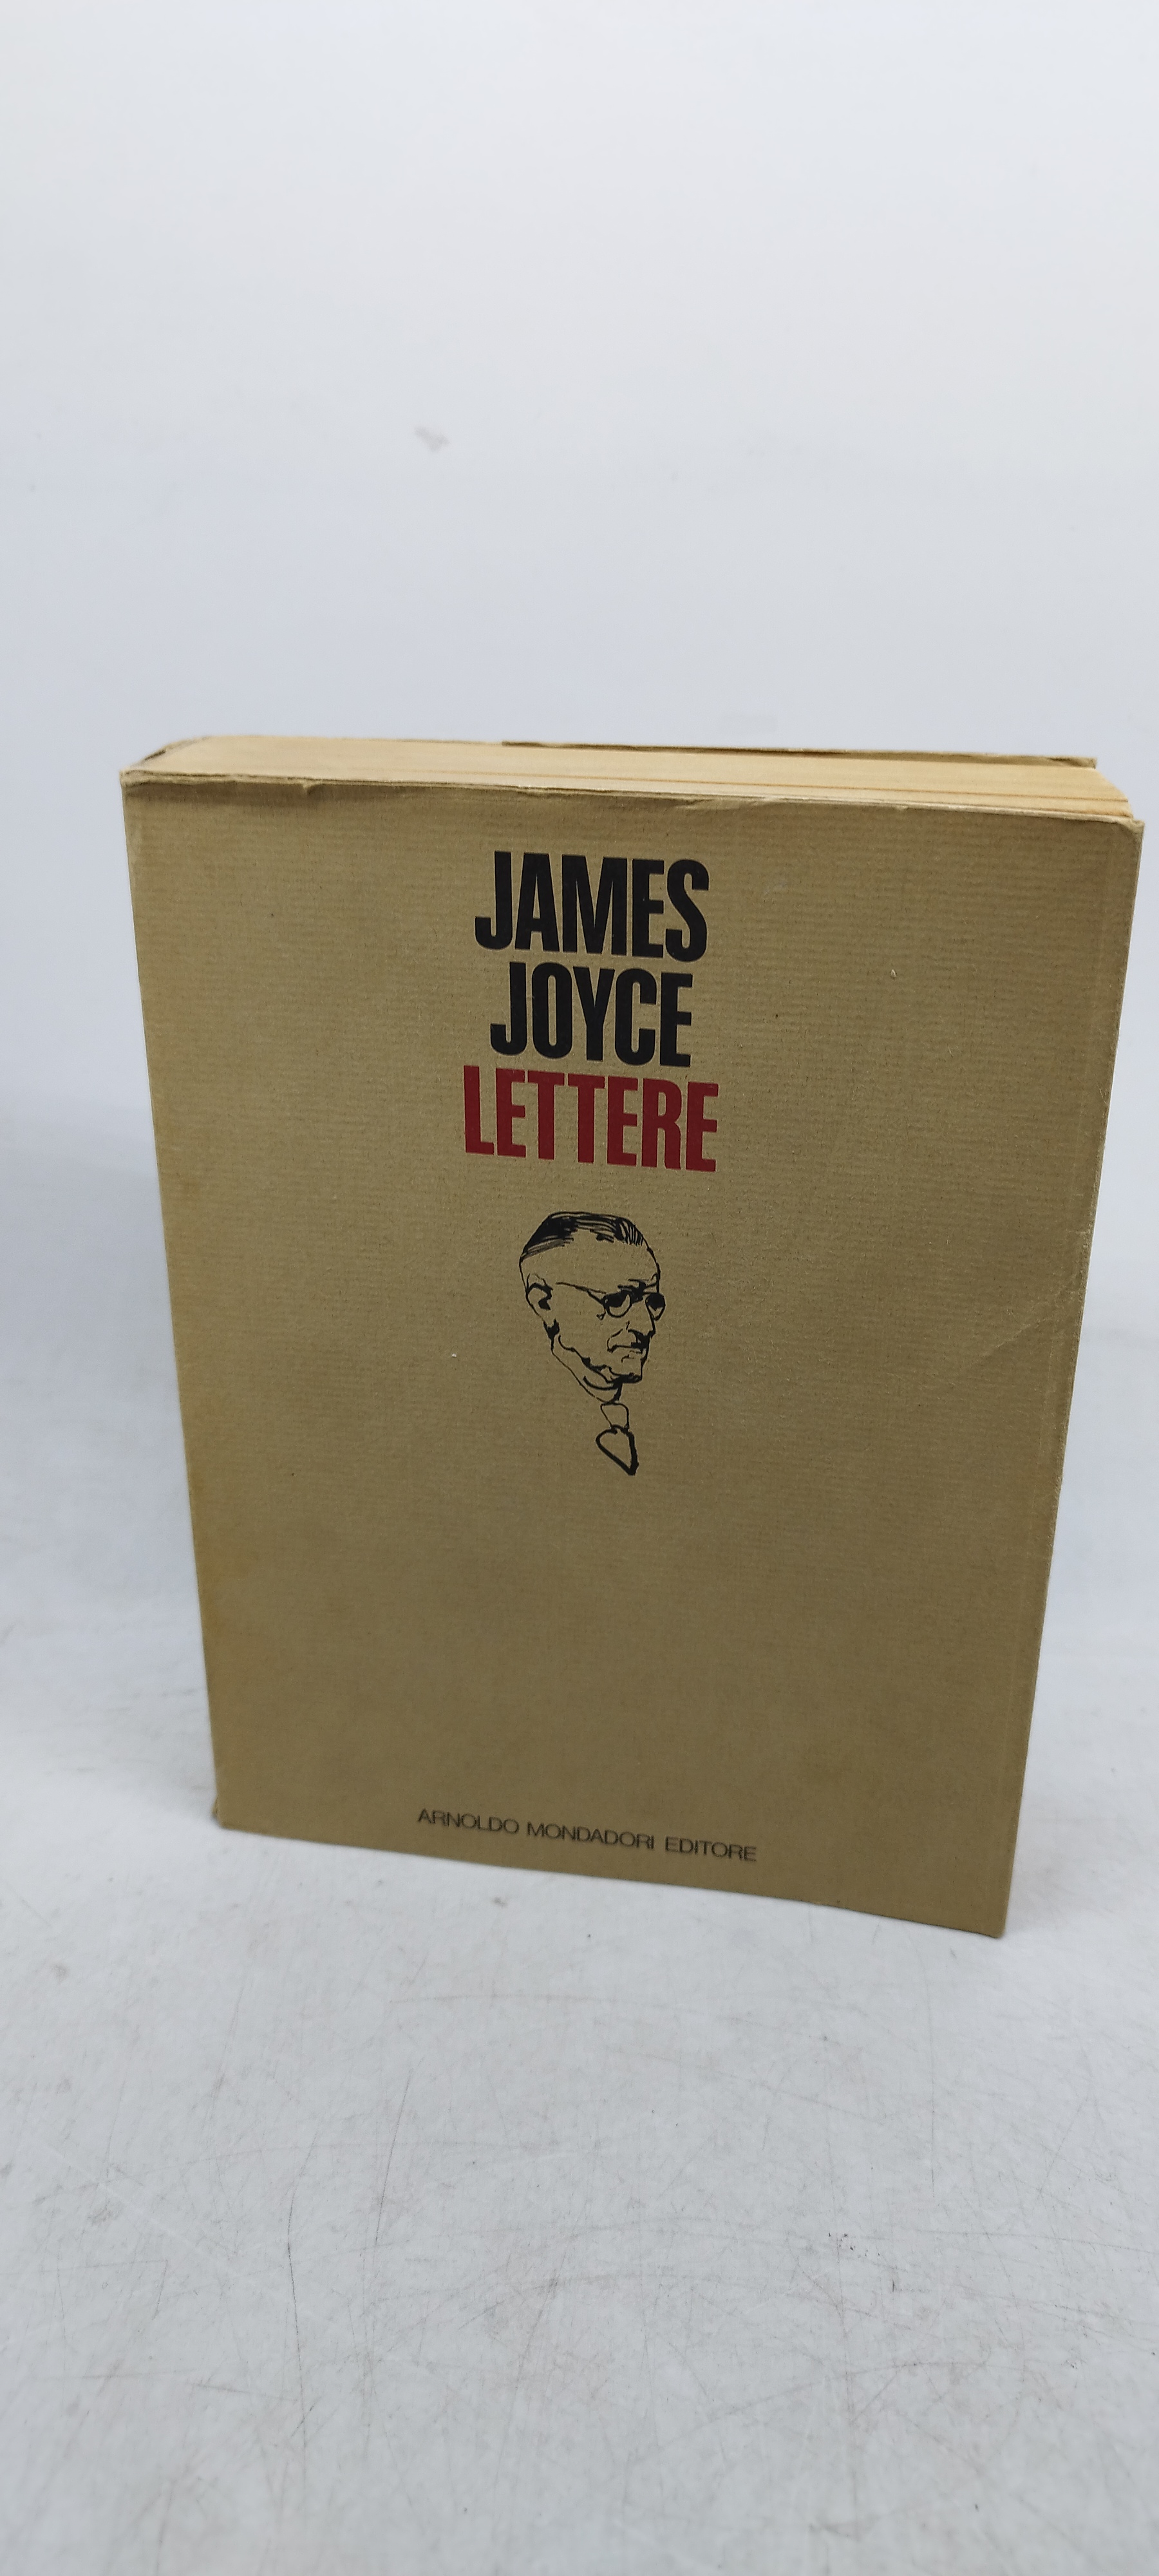 JAMES
JOYCE
LETTERE
ARNOLDO MONDADORI EDITORE